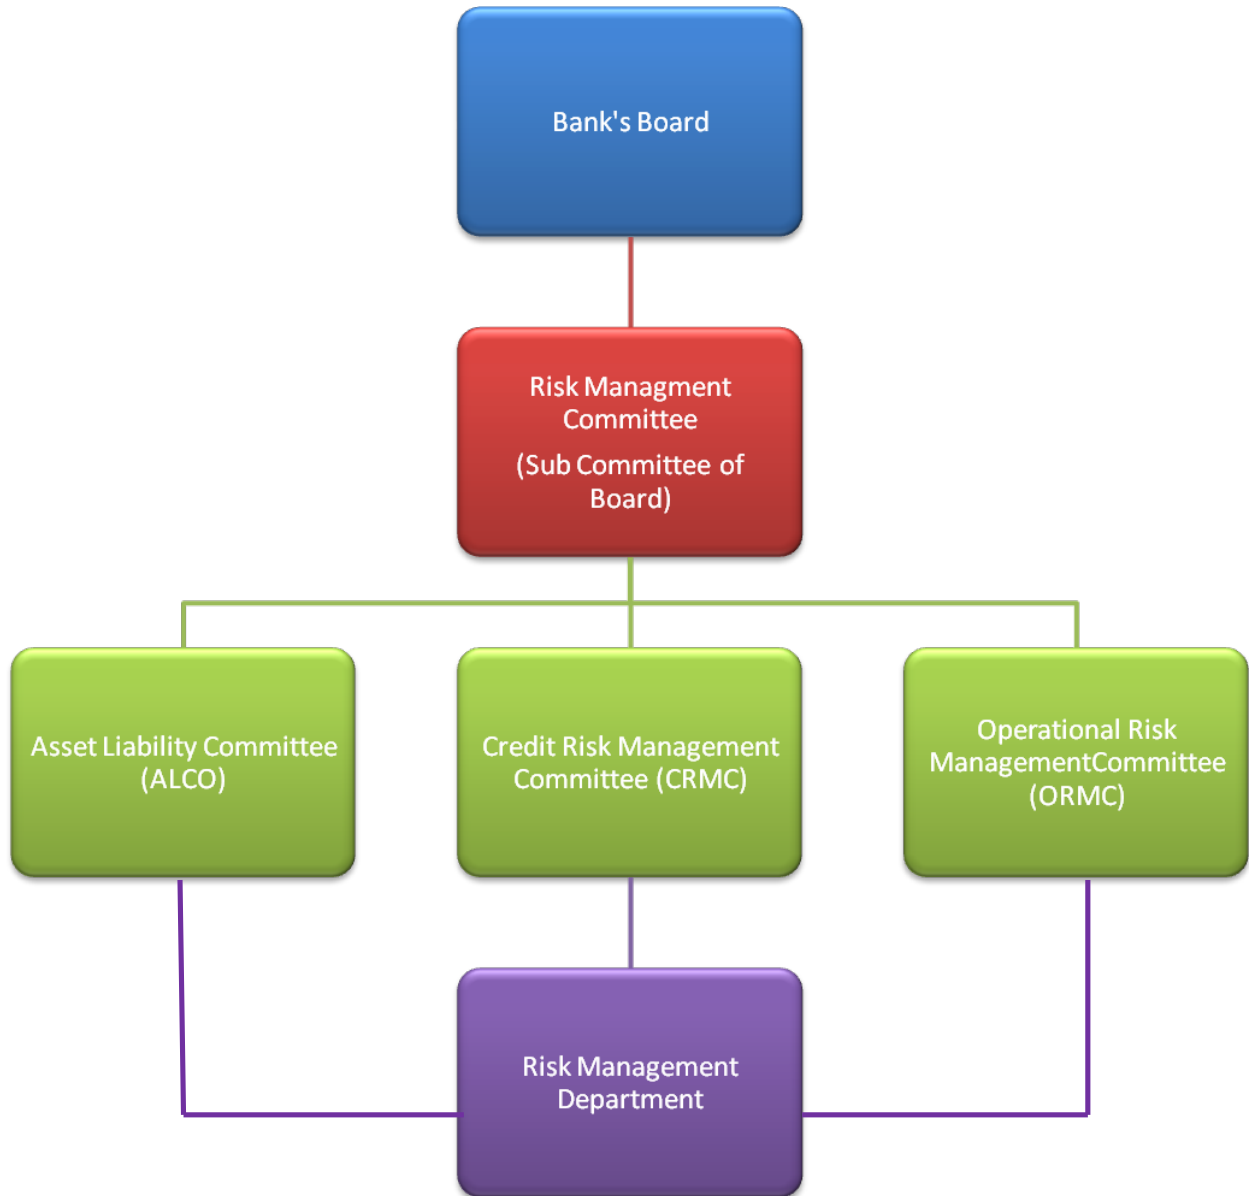 Bank's Board
Risk Managment
Committee
(Sub Committee of
Board)
Asset Liability Committee
(ALCO)
Credit Risk Management
Committee (CRMC)
Operational Risk
ManagementCommittee
(ORMC)
Risk Management
Department